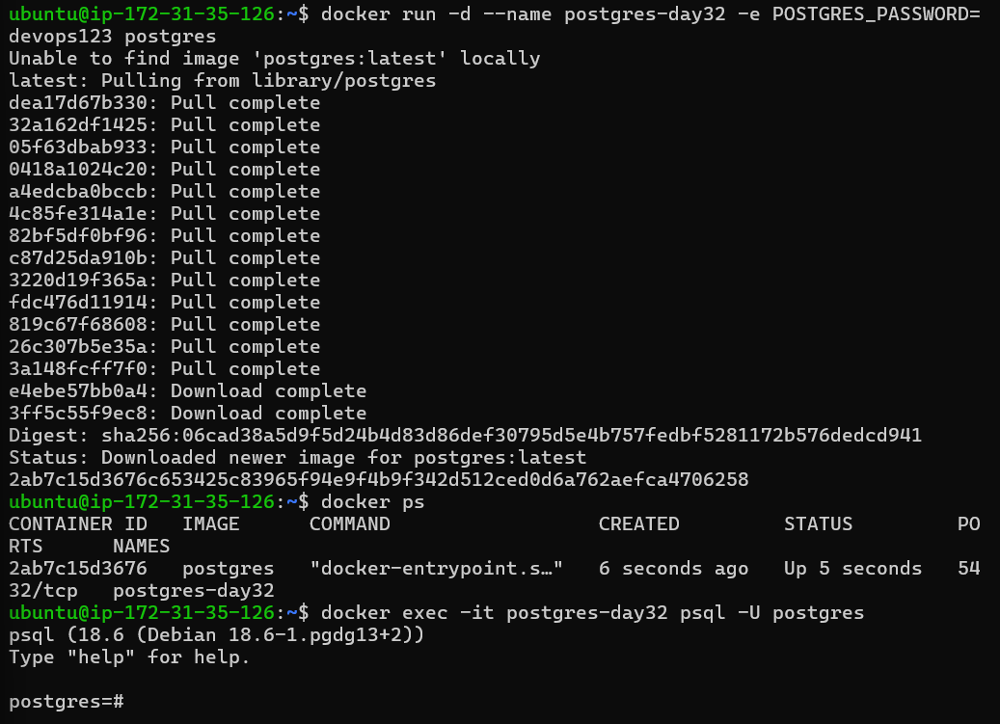 ubuntu@ip-172-31-35-126:~$ docker run -d --name postgres-day32 -e POSTGRES_PASSWORD=
devops123 postgres
Unable to find image 'postgres:latest' locally
latest: Pulling from library/postgres
dea17d67b330: Pull complete
32a162df1425: Pull complete
05f63dbab933: Pull complete
0418a1024c20: Pull complete
a4edcba0bccb: Pull complete
4c85fe314a1e: Pull complete
82bf5df0bf96: Pull complete
c87d25da910b: Pull complete
3220d19f365a: Pull complete
fdc476d11914: Pull complete
819c67f68608: Pull complete
26c307b5e35a: Pull complete
3a148fcff7f0: Pull complete
e4ebe57bb0a4: Download complete
3ff5c55f9ec8: Download complete
Digest: sha256:06cad38a5d9f5d24b4d83d86def30795d5e4b757fedbf5281172b576dedcd941
Status: Downloaded newer image for postgres:latest
2ab7c15d3676c653425c83965f94e9f4b9f342d512ced0d6a762aefca4706258
ubuntu@ip-172-31-35-126:~$ docker ps
CONTAINER ID   IMAGE      COMMAND                  CREATED         STATUS         PO
RTS      NAMES
2ab7c15d3676   postgres   "docker-entrypoint.s…"   6 seconds ago   Up 5 seconds   54
32/tcp   postgres-day32
ubuntu@ip-172-31-35-126:~$ docker exec -it postgres-day32 psql -U postgres
psql (18.6 (Debian 18.6-1.pgdg13+2))
Type "help" for help.

postgres=#